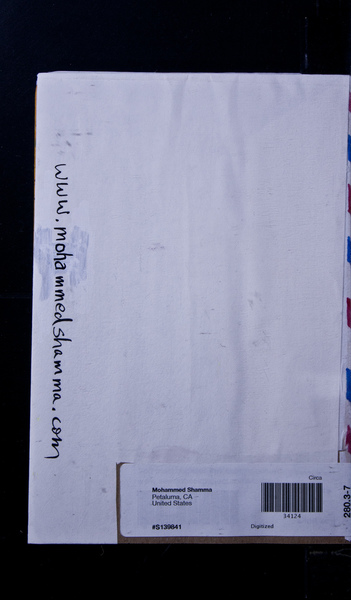 www.mohammedshamma.com
Circa
Mohammed Shamma
Petaluma, CA
United States
34124
#S139841
Digitized
280.3-7